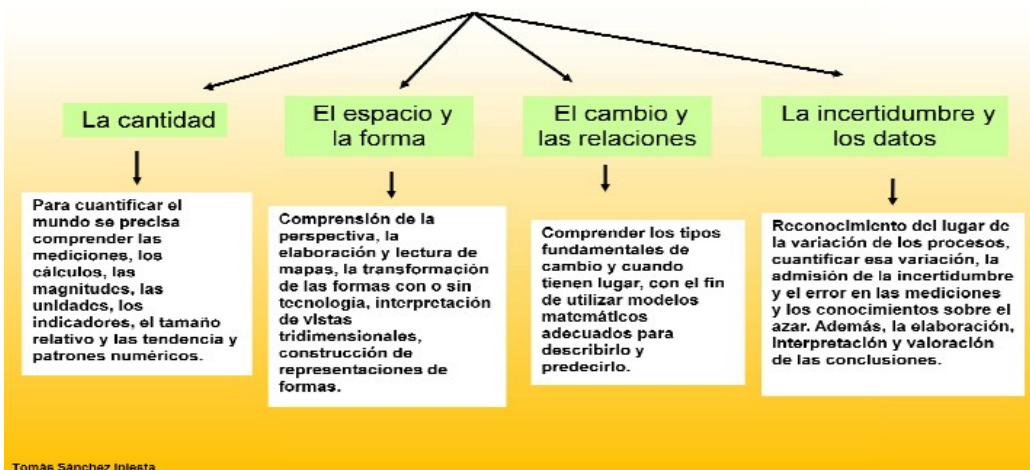 La cantidad
El espacio y
la forma
El cambio y
las relaciones
La incertidumbre y
los datos
Para cuantificar el
mundo se precisa
comprender las
mediciones, los
cálculos, las
magnitudes, las
unidades, los
indicadores, el tamaño
relativo y las tendencia y
patrones numéricos.
Comprensión de la
perspectiva, la
elaboración y lectura de
mapas, la transformación
de las formas con o sin
tecnología, interpretación
de vistas
tridimensionales,
construcción de
representaciones de
formas.
Comprender los tipos
fundamentales de
cambio y cuando
tienen lugar, con el fin
de utilizar modelos
matemáticos
adecuados para
describirlo y
predecirlo.
Reconocimiento del lugar de
la variación de los procesos,
cuantificar esa variación, la
admisión de la incertidumbre
y el error en las mediciones
y los conocimientos sobre el
azar. Además, la elaboración,
interpretación y valoración
de las conclusiones.
Tomás Sánchez Iniesta